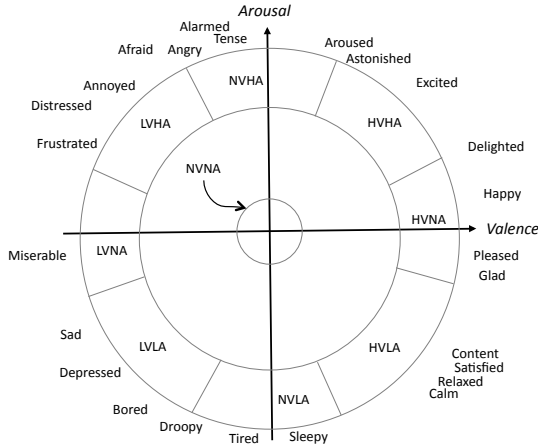 Arousal
Alarmed
Tense
Aroused
Afraid
Angry
Astonished
NVHA
Annoyed
Excited
Distressed
LVHA
HVHA
Frustrated
Delighted
NVNA
Happy
HVNA
Valence
Miserable
LVNA
Pleased
Glad
Sad
LVLA
HVLA
Content
Satisfied
Depressed
Relaxed
Calm
NVLA
Bored
Droopy
Tired
Sleepy